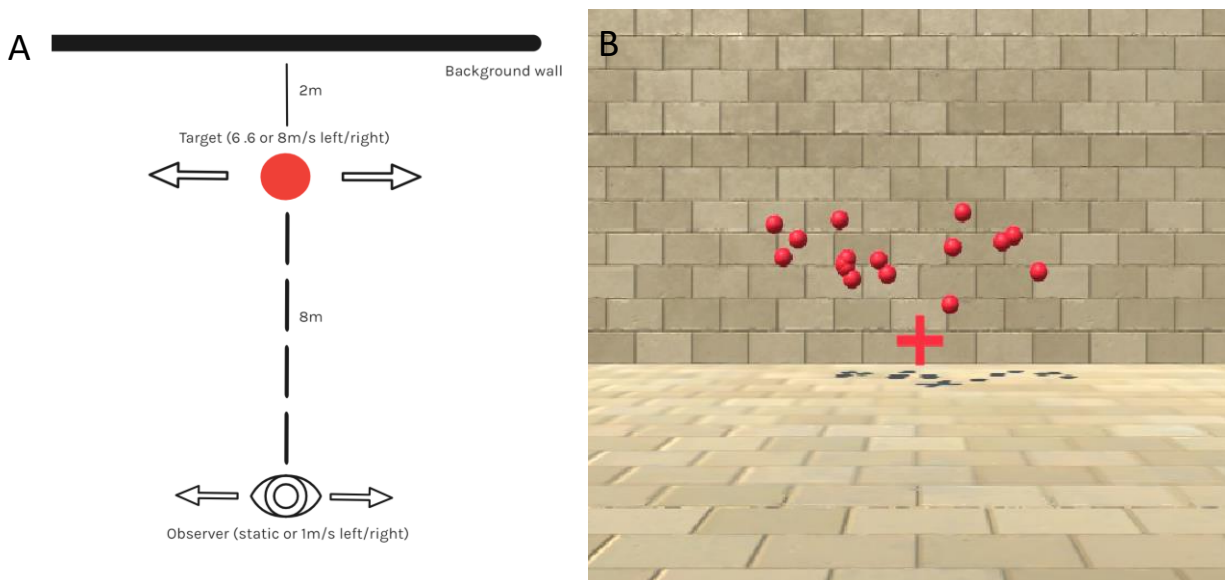 A
Background wall
2m
Target (6.6 or 8m/s left/right)
8m
Observer (static or 1m/s left/right)
B